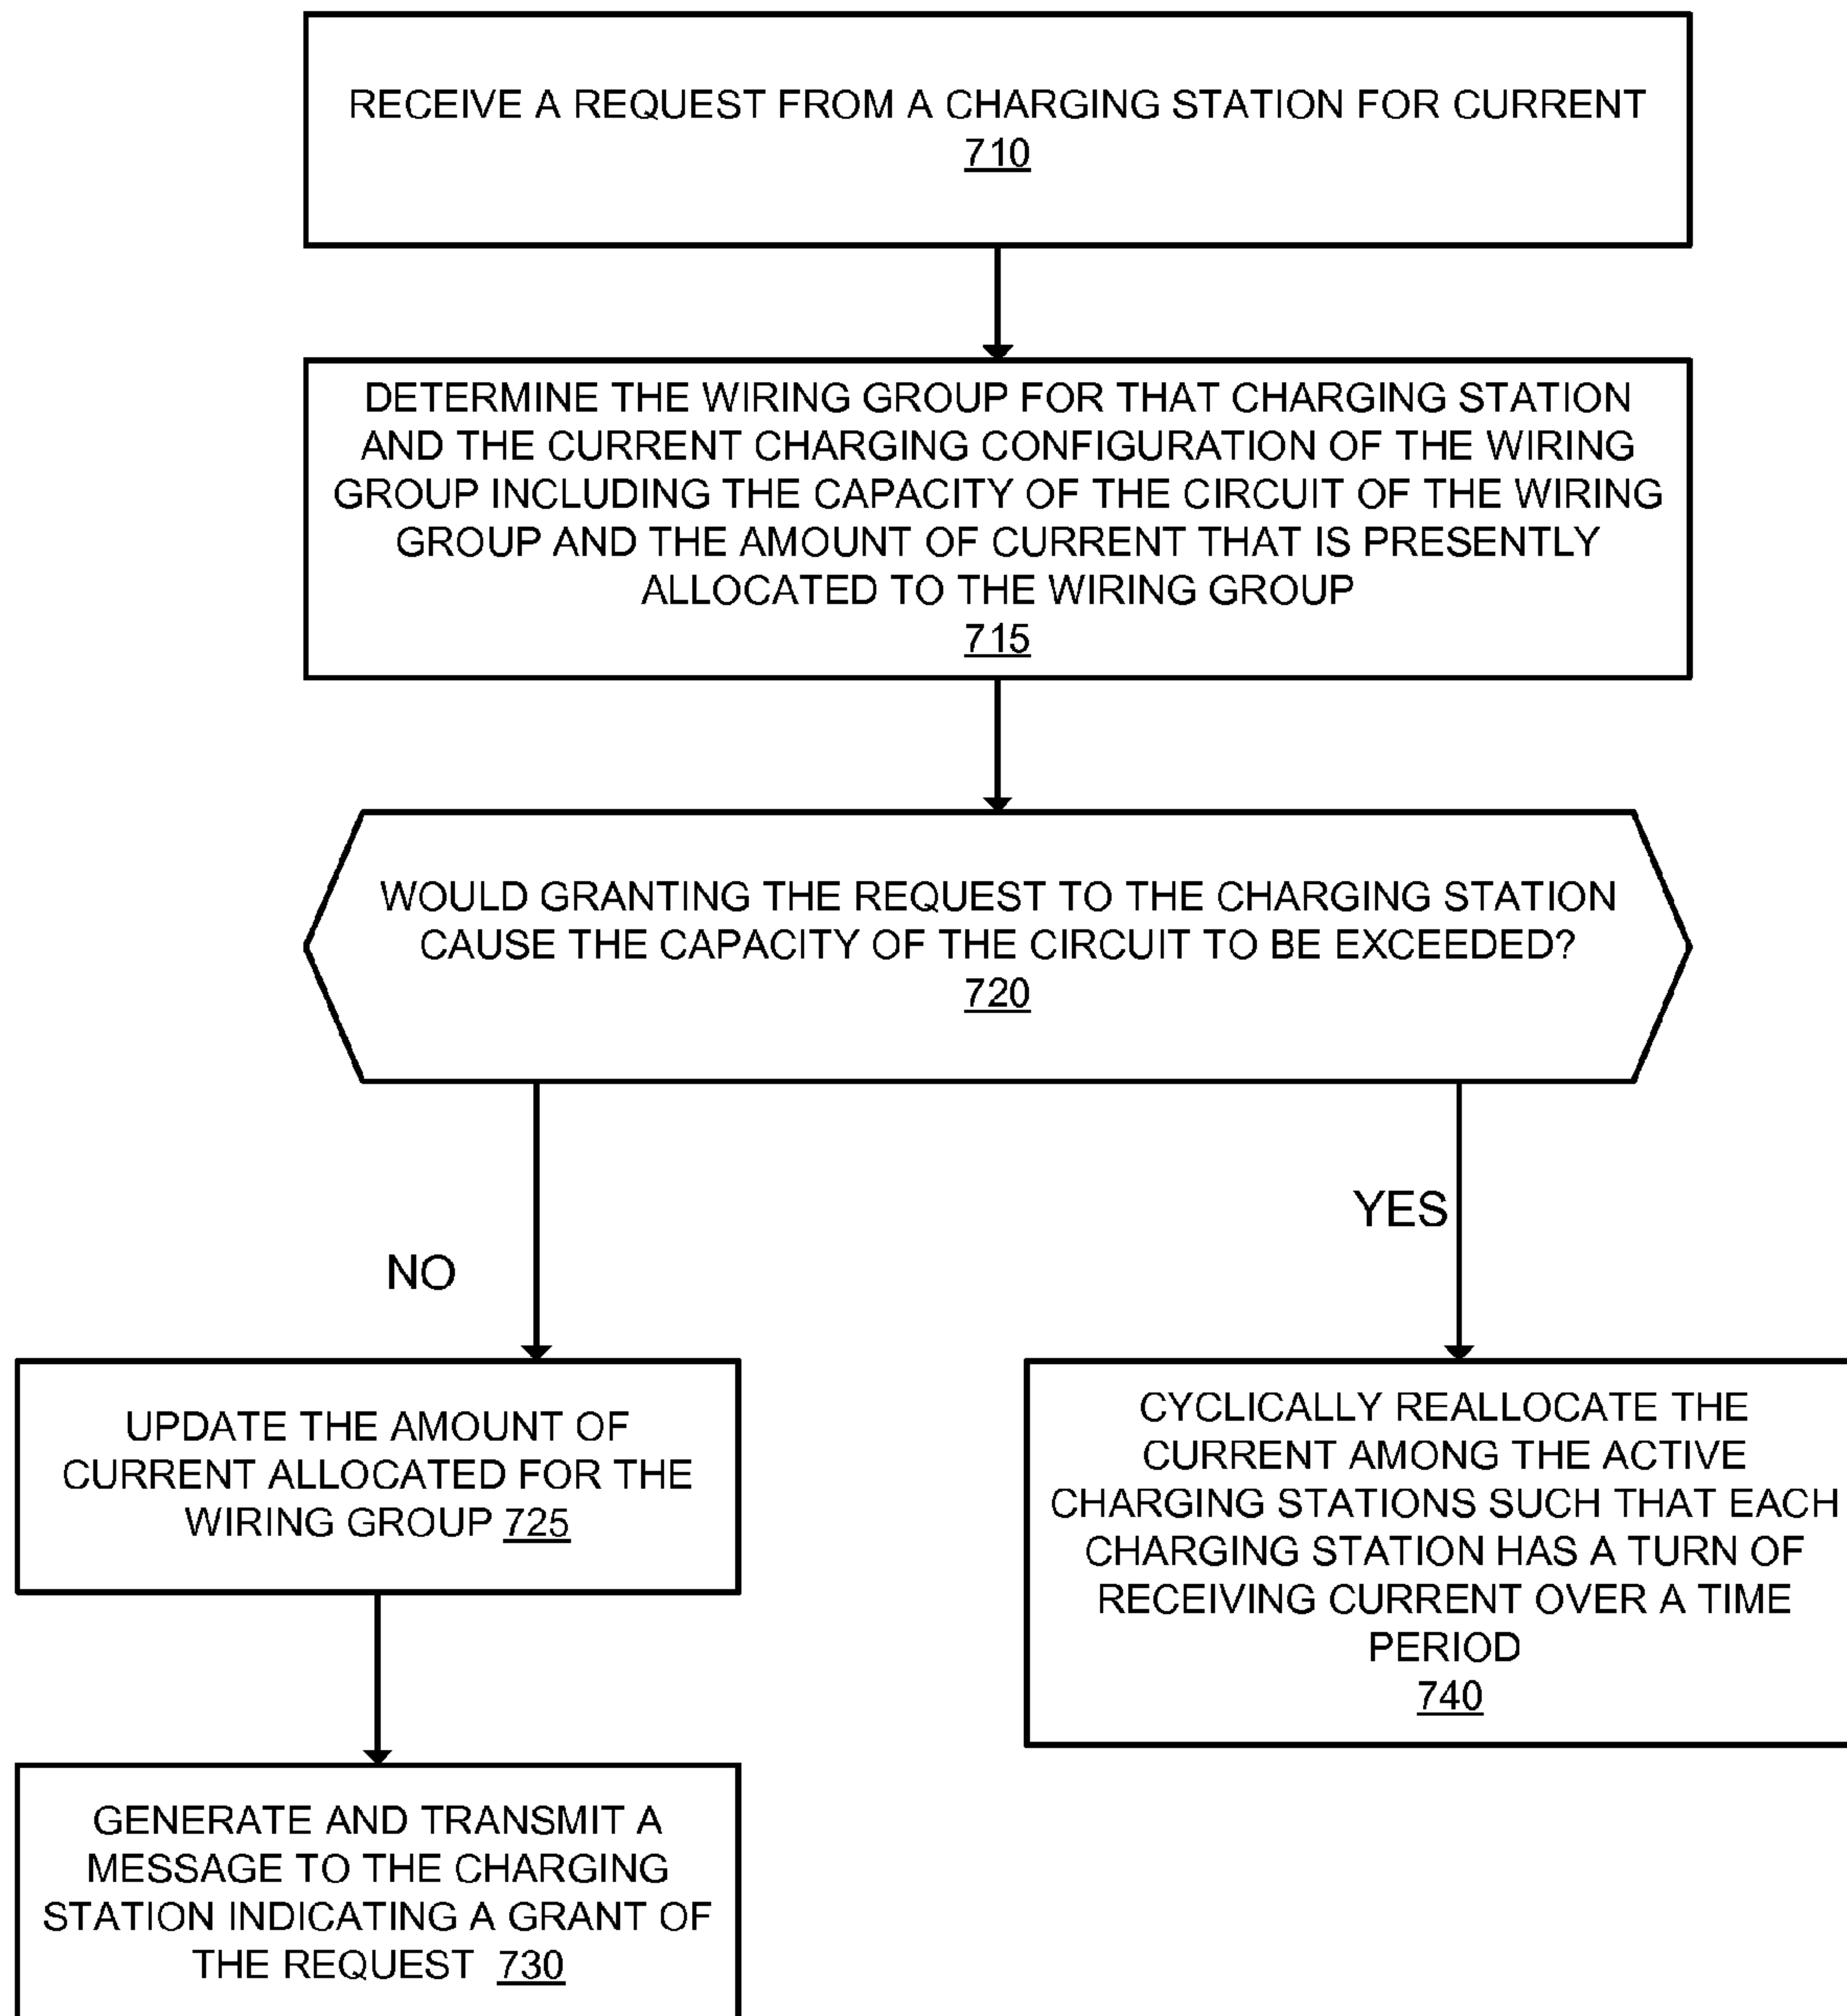 RECEIVE A REQUEST FROM A CHARGING STATION FOR CURRENT
710
DETERMINE THE WIRING GROUP FOR THAT CHARGING STATION
AND THE CURRENT CHARGING CONFIGURATION OF THE WIRING
GROUP INCLUDING THE CAPACITY OF THE CIRCUIT OF THE WIRING
GROUP AND THE AMOUNT OF CURRENT THAT IS PRESENTLY
ALLOCATED TO THE WIRING GROUP
715
WOULD GRANTING THE REQUEST TO THE CHARGING STATION
CAUSE THE CAPACITY OF THE CIRCUIT TO BE EXCEEDED?
720
NO
UPDATE THE AMOUNT OF
CURRENT ALLOCATED FOR THE
WIRING GROUP 725
GENERATE AND TRANSMIT A
MESSAGE TO THE CHARGING
STATION INDICATING A GRANT OF
THE REQUEST 730
YES
CYCLICALLY REALLOCATE THE
CURRENT AMONG THE ACTIVE
CHARGING STATIONS SUCH THAT EACH
CHARGING STATION HAS A TURN OF
RECEIVING CURRENT OVER A TIME
PERIOD
740